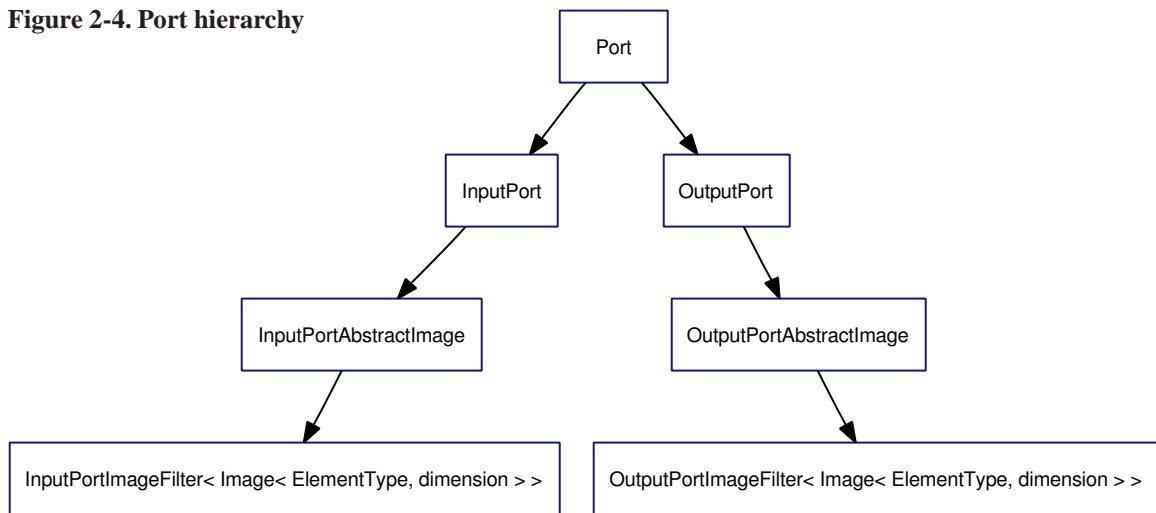 Figure 2-4. Port hierarchy
Port
InputPort
OutputPort
InputPortAbstractImage
OutputPortAbstractImage
InputPortImageFilter< Image< ElementType, dimension > >
OutputPortImageFilter< Image< ElementType, dimension > >